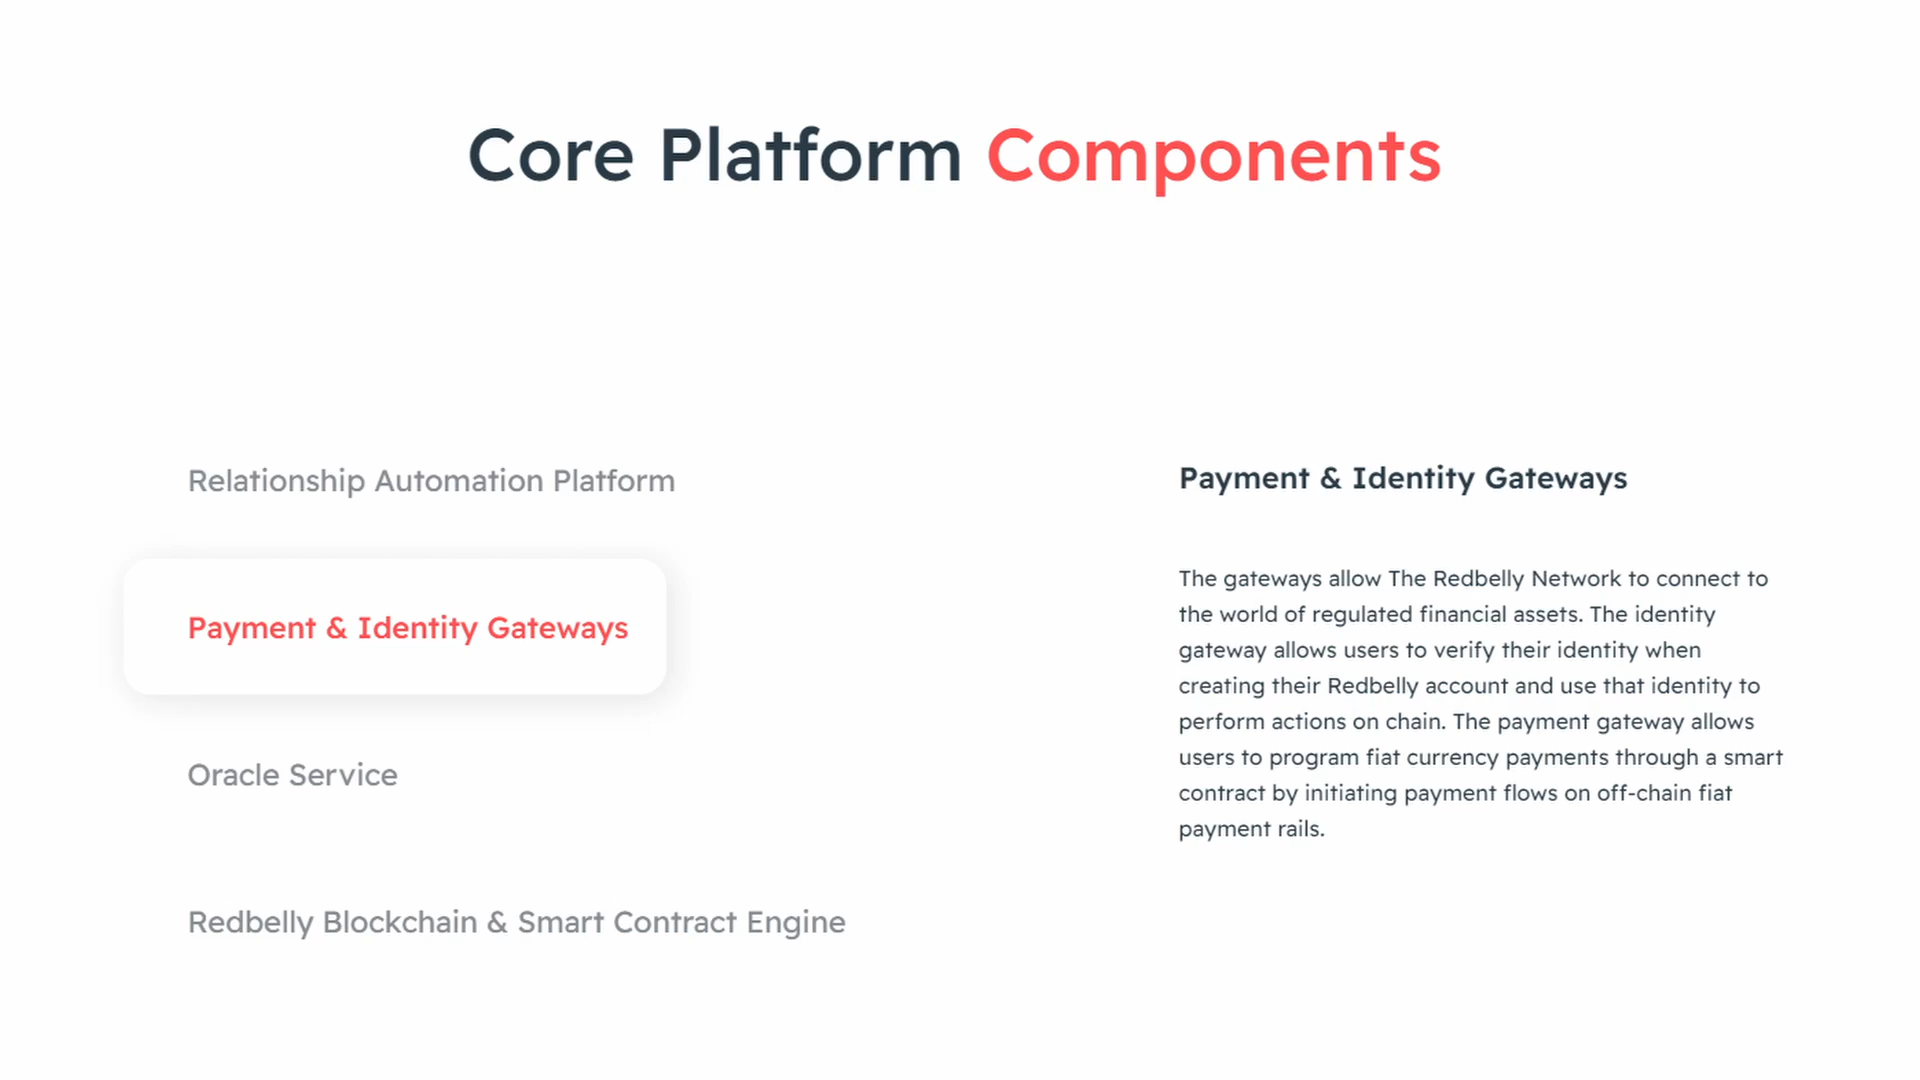 Core Platform Components
Relationship Automation Platform
Payment & Identity Gateways
Oracle Service
Redbelly Blockchain & Smart Contract Engine
Payment & Identity Gateways
The gateways allow The Redbelly Network to connect to
the world of regulated financial assets. The identity
gateway allows users to verify their identity when
creating their Redbelly account and use that identity to
perform actions on chain. The payment gateway allows
users to program fiat currency payments through a smart
contract by initiating payment flows on off-chain fiat
payment rails.